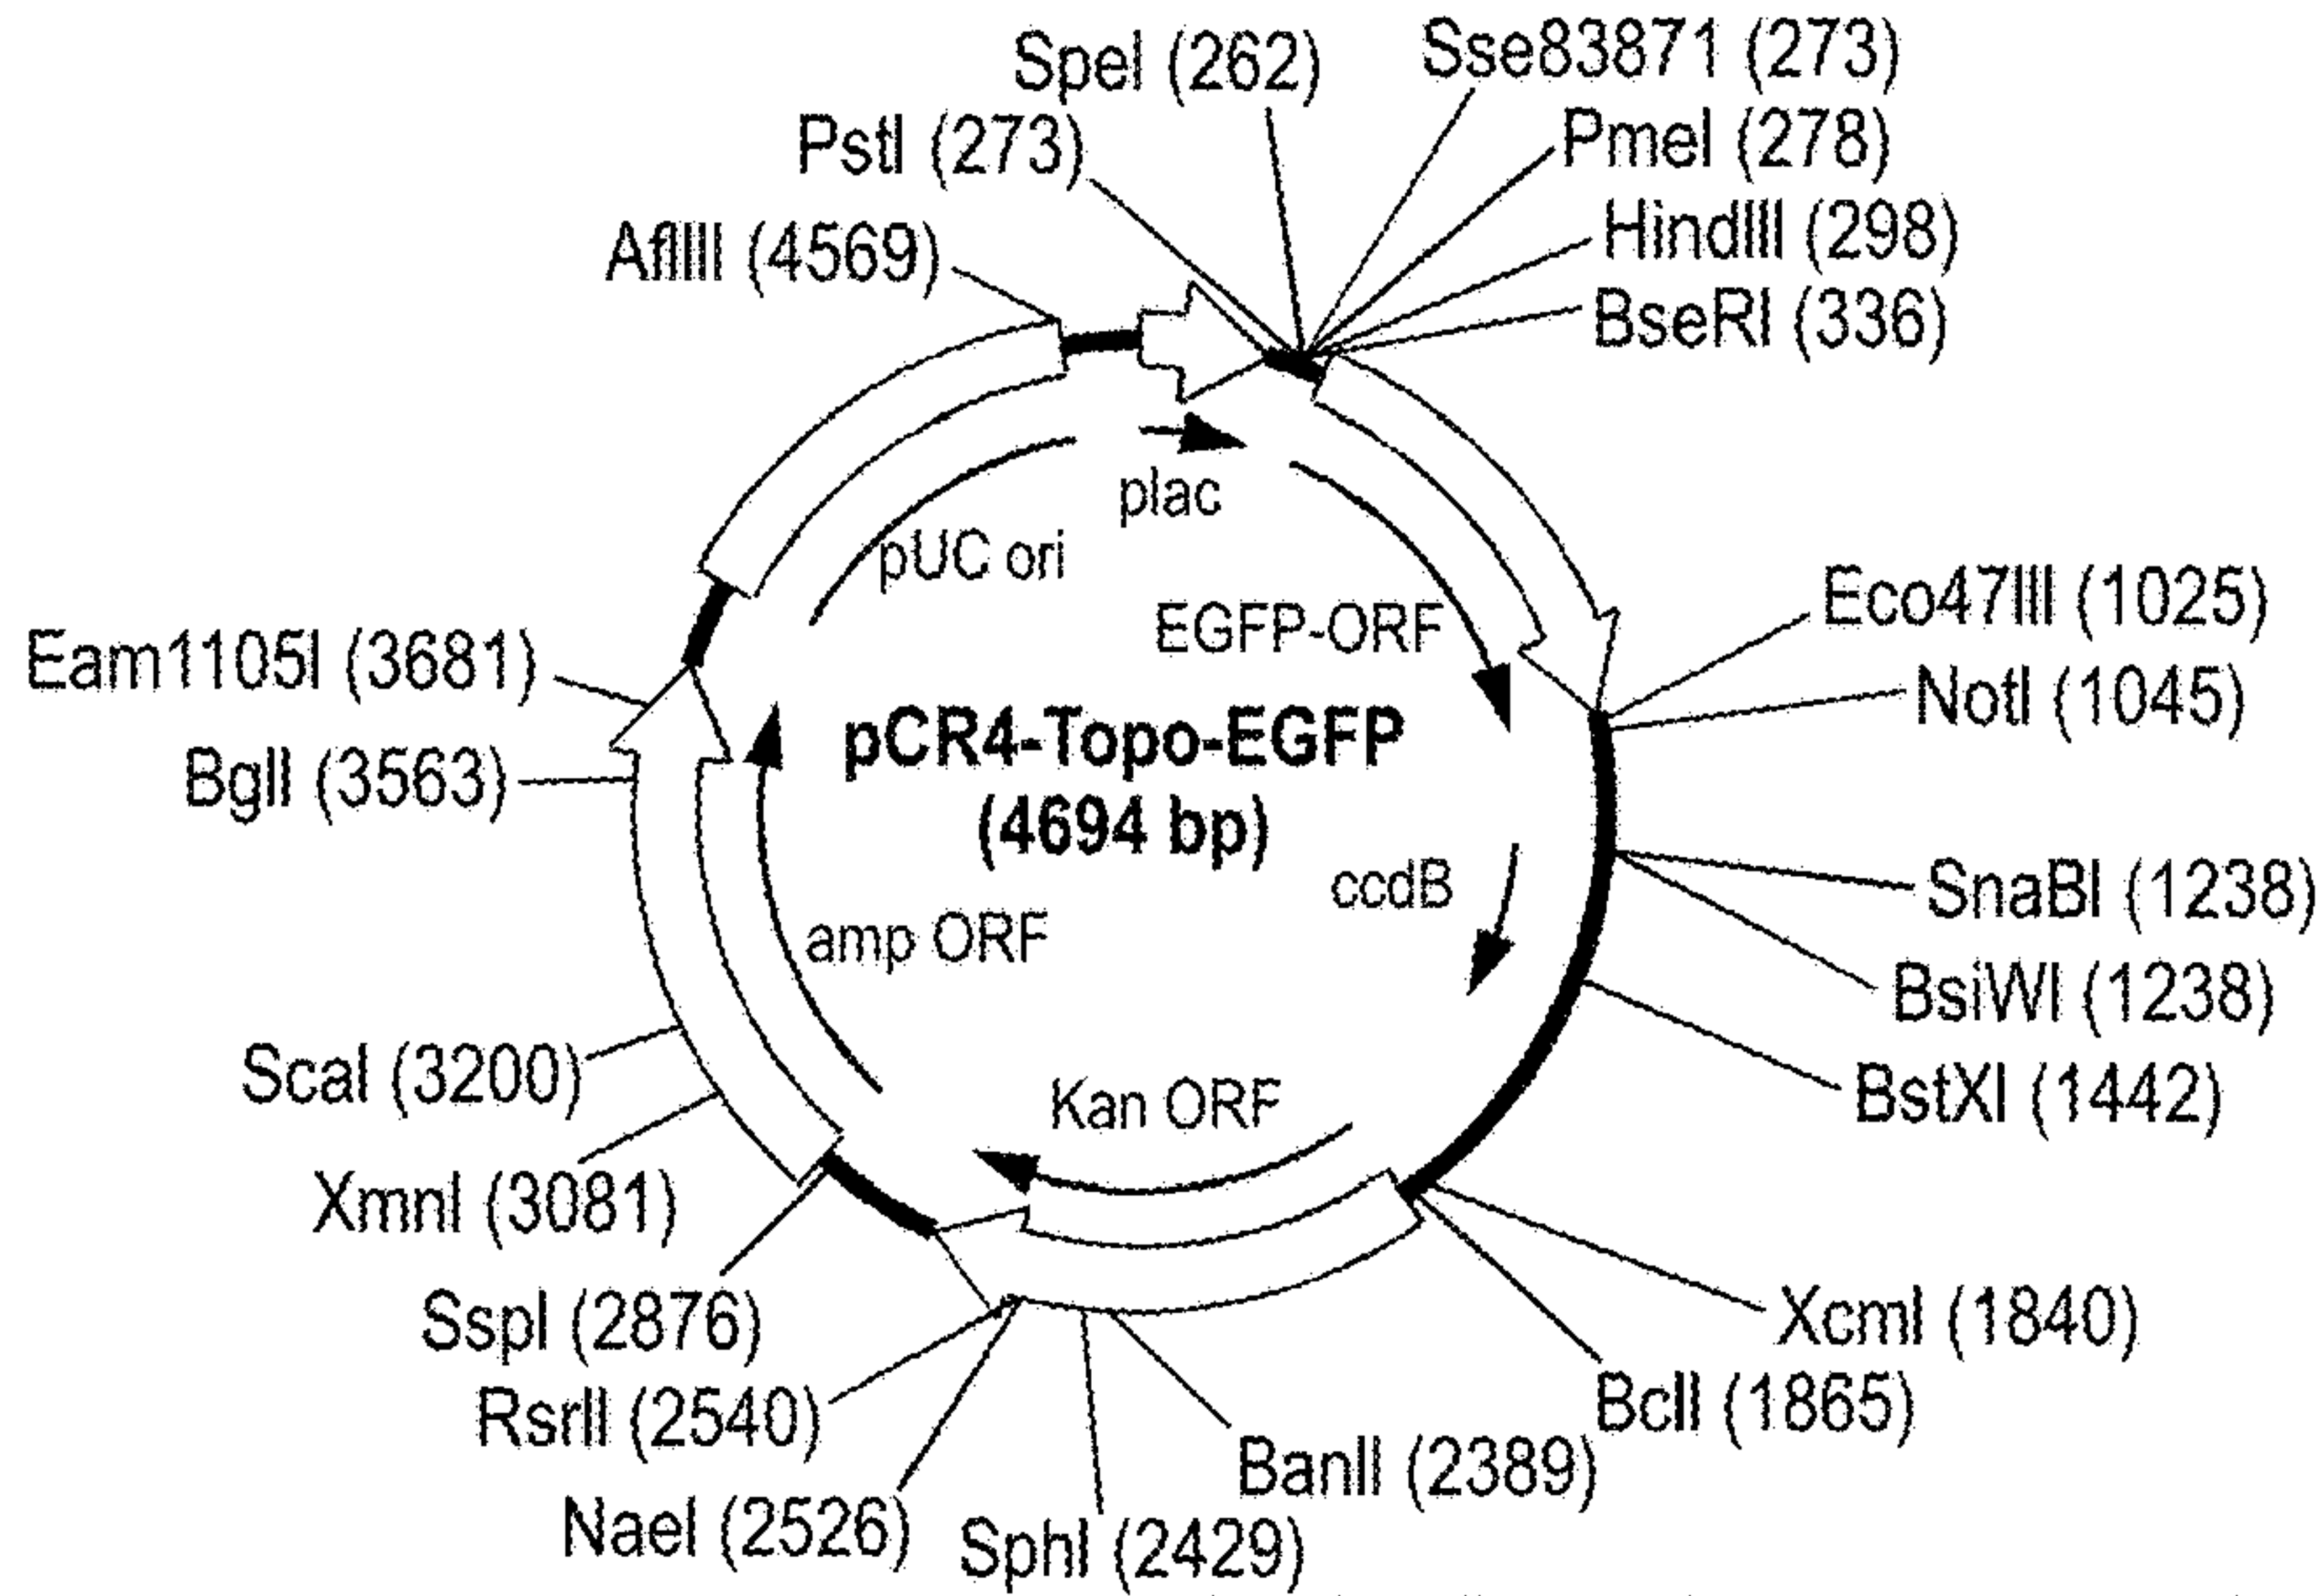 SpeI (262)
Sse83871 (273)
PstI (273)
PmeI (278)
AflIII (4569)
HindIII (298)
BseRI (336)
plac
pUC ori
EGFP-ORF
Eco47III (1025)
NotI (1045)
Eam1105I (3681)
BglI (3563)
pCR4-Topo-EGFP
(4694 bp)
ccdB
SnaBI (1238)
amp ORF
BsiWI (1238)
BstXI (1442)
ScaI (3200)
Kan ORF
XmnI (3081)
SspI (2876)
XcmI (1840)
RsrII (2540)
BclI (1865)
BanII (2389)
NaeI (2526)
SphI (2429)